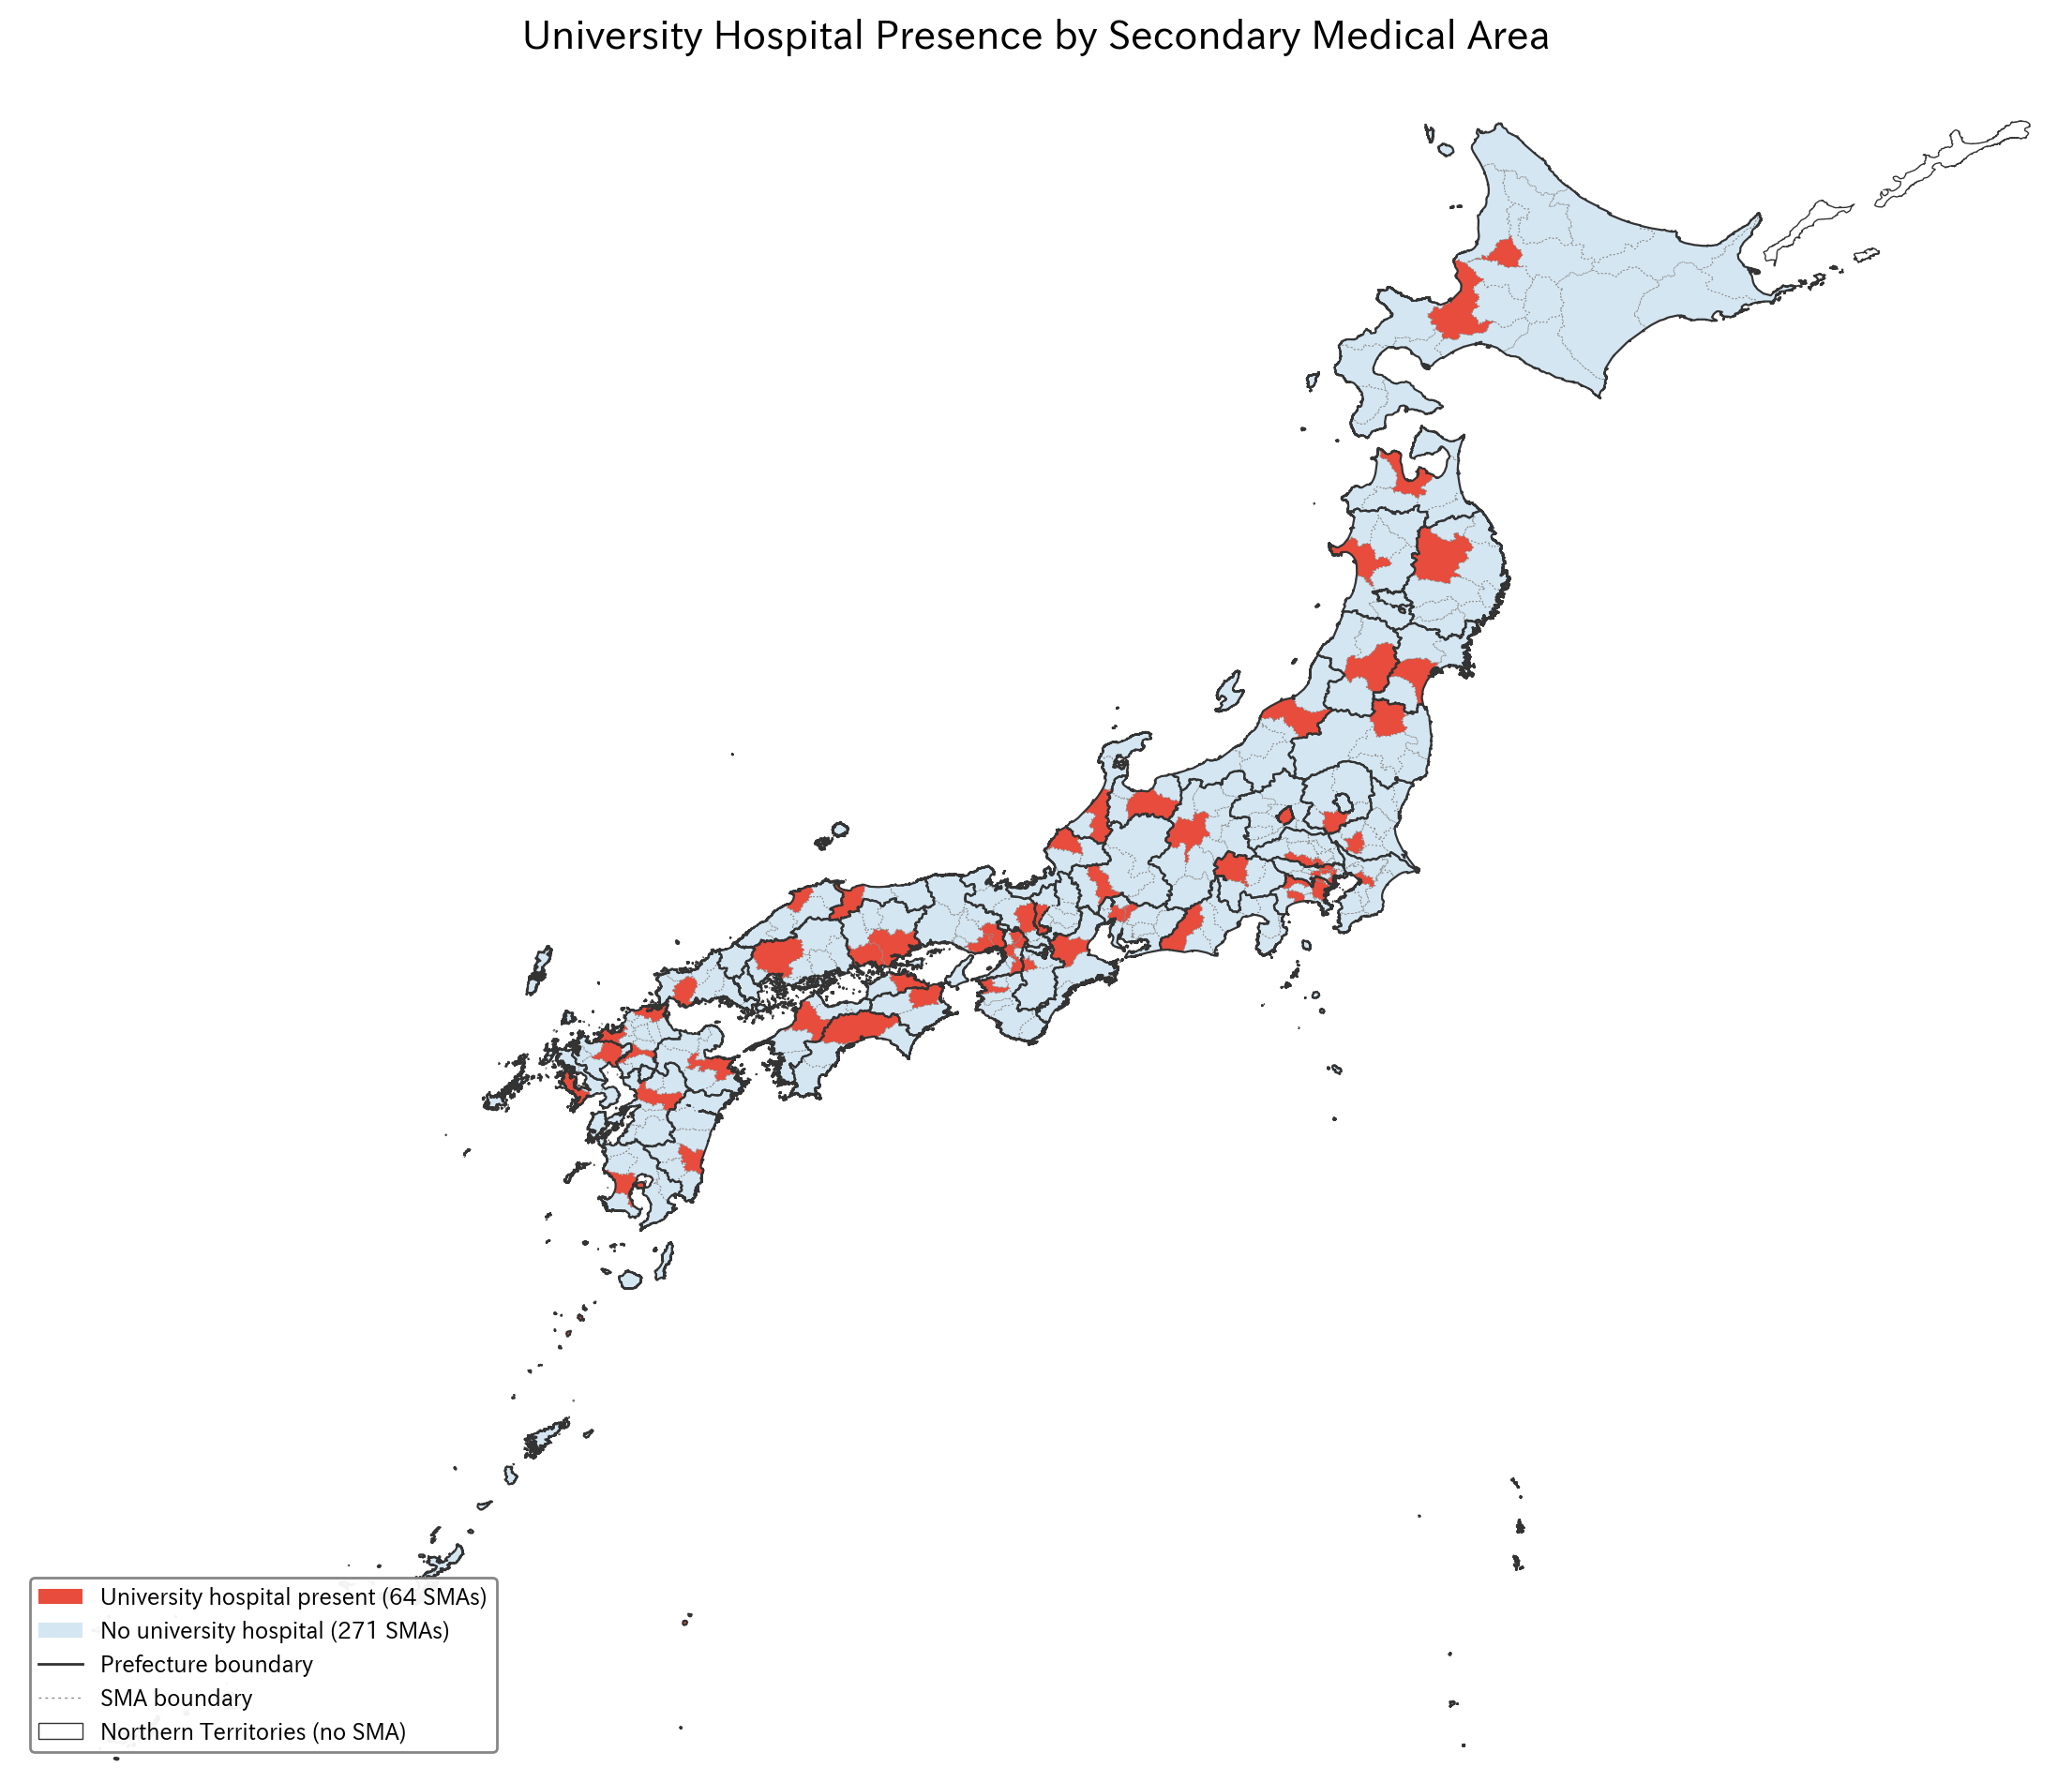 University Hospital Presence by Secondary Medical Area
University hospital present (64 SMAs)
No university hospital (271 SMAs)
Prefecture boundary
SMA boundary
Northern Territories (no SMA)